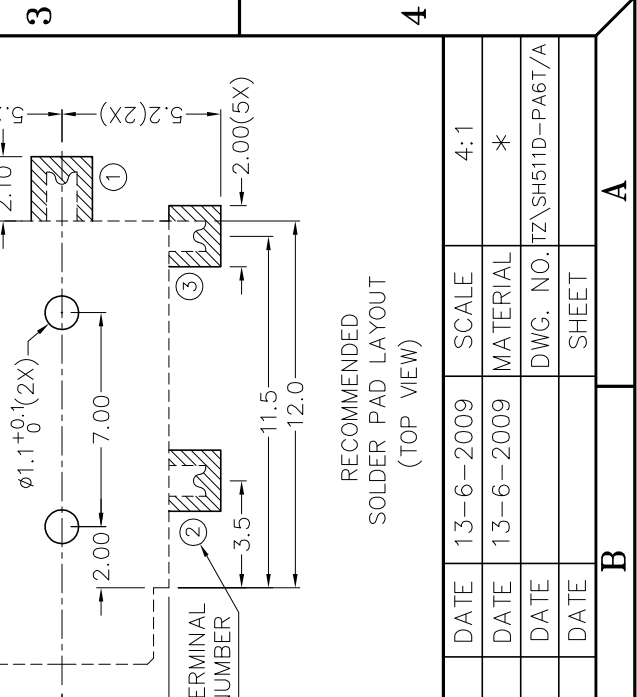 3
4
5.2(2X)
2.10
①
2.00(5X)
③
⌀1.1 +0.1 0 (2X)
7.00
2.00
②
3.5
11.5
12.0
NUMBER
RECOMMENDED
SOLDER PAD LAYOUT
(TOP VIEW)
DATE 13-6-2009 SCALE 4:1
DATE 13-6-2009 MATERIAL *
DATE DWG. NO. TZ\SH511D-PA6T/A
DATE SHEET
B
A